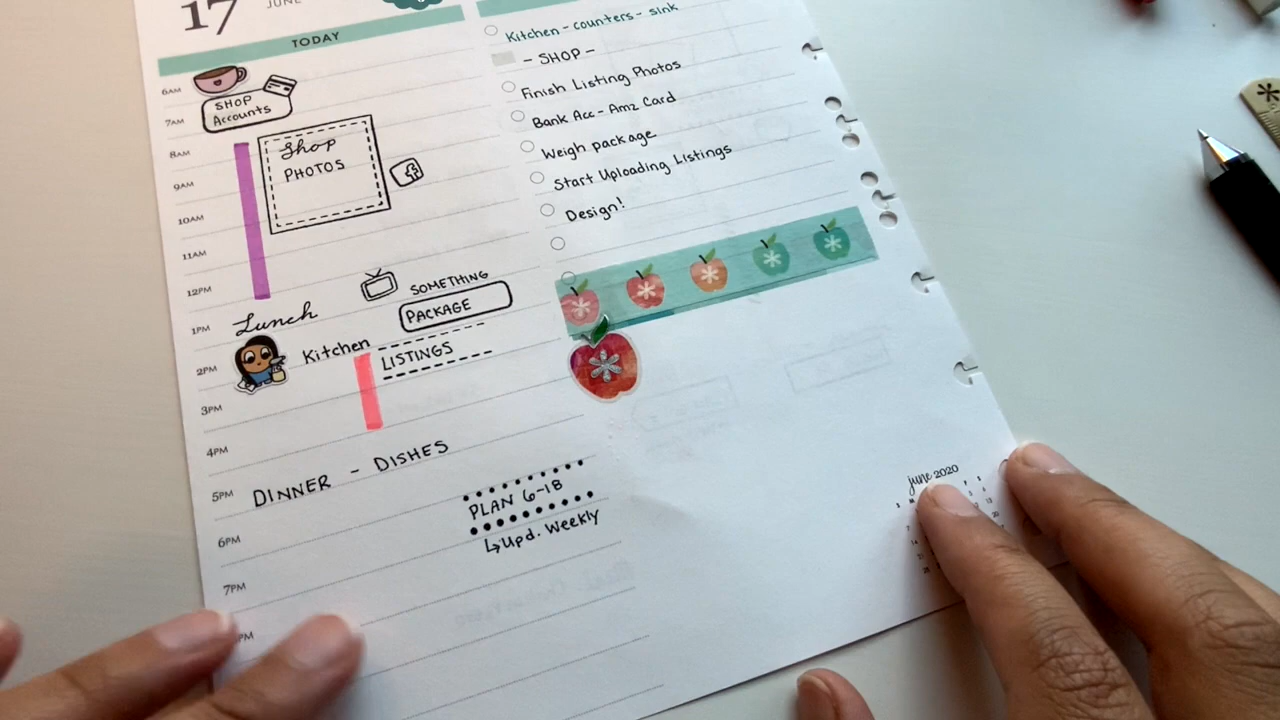 17 JUNE
TODAY
6AM
7AM
8AM
9AM
10AM
11AM
12PM
1PM
2PM
3PM
4PM
5PM
6PM
7PM
PM
SHOP
Accounts
Shop
PHOTOS
SOMETHING
PACKAGE
Lunch
Kitchen
LISTINGS
DINNER - DISHES
PLAN 6-18
↳Upd. Weekly
Kitchen - counters - sink
- SHOP -
Finish Listing Photos
Bank Acc - Amz Card
Weigh package
Start Uploading Listings
Design!
june 2020